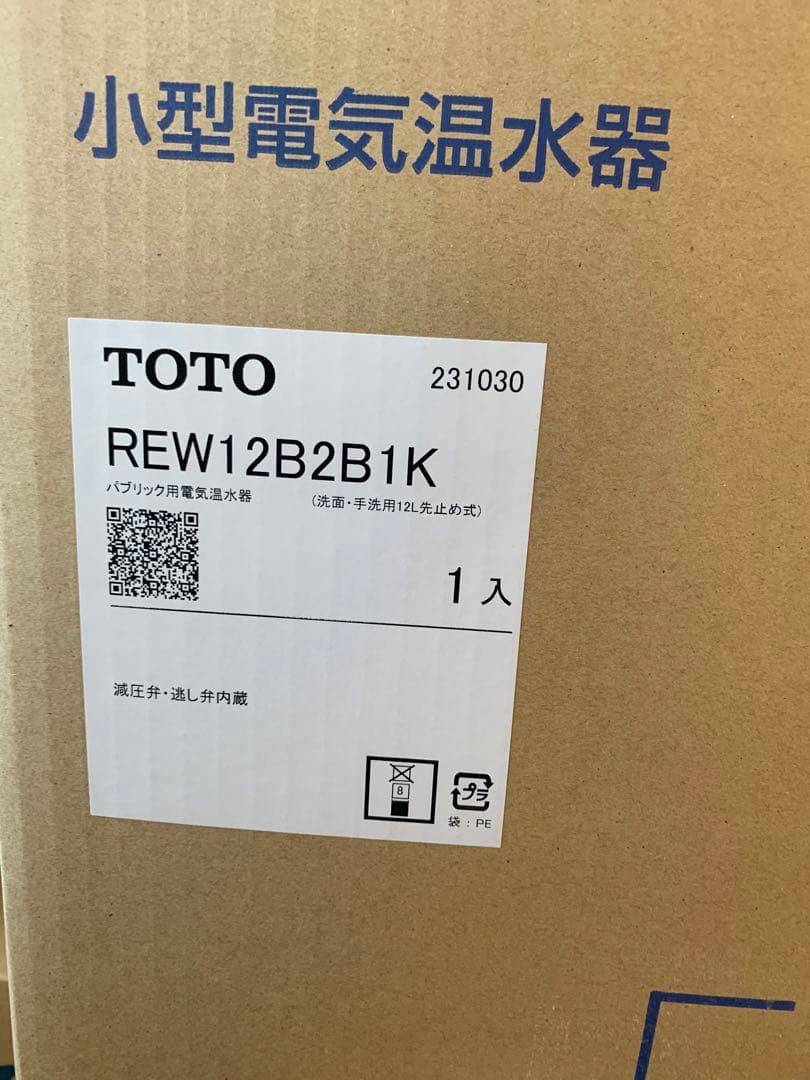 小型電気温水器
TOTO 231030
REW12B2B1K
パブリック用電気温水器 (洗面・手洗用12L先止め式)
1入
減圧弁・逃し弁内蔵
8
プラ
袋:PE